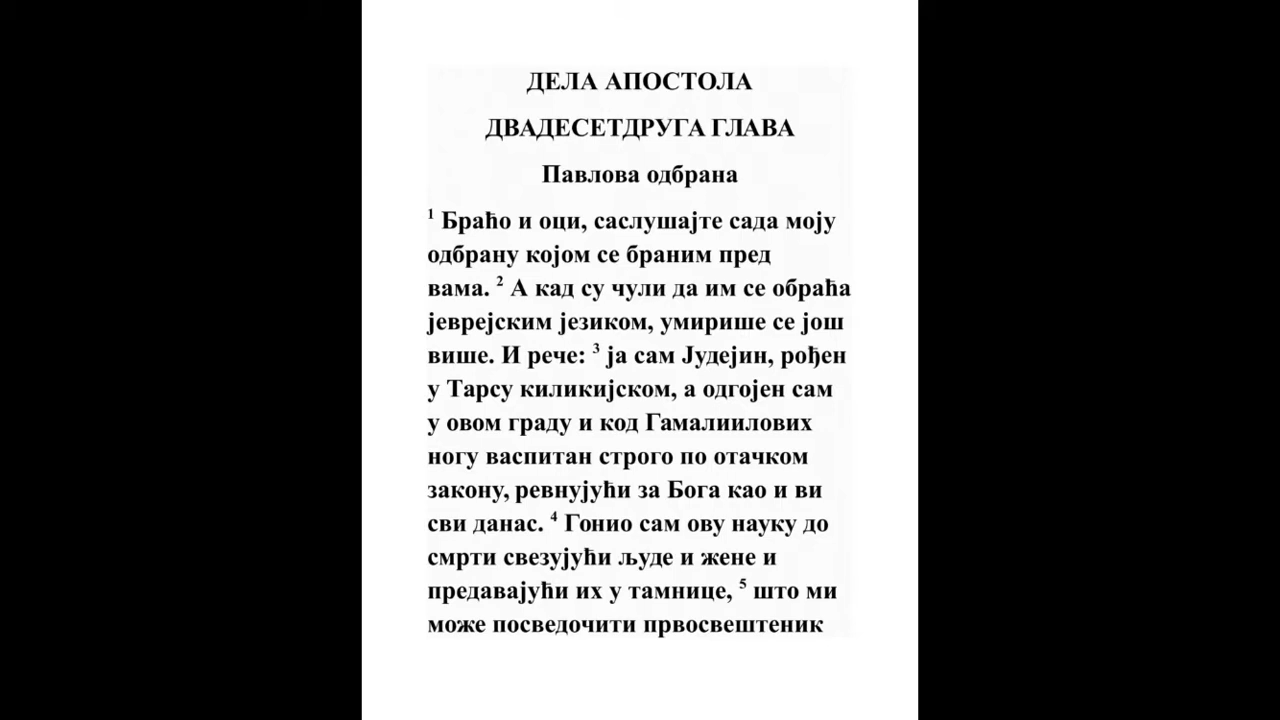 ДЕЛА АПОСТОЛА
ДВАДЕСЕТДРУГА ГЛАВА
Павлова одбрана
¹ Браћо и оци, саслушајте сада моју
одбрану којом се браним пред
вама. ² А кад су чули да им се обраћа
јеврејским језиком, умирише се још
више. И рече: ³ ја сам Јудејин, рођен
у Тарсу киликијском, а одгојен сам
у овом граду и код Гамалиилових
ногу васпитан строго по отачком
закону, ревнујући за Бога као и ви
сви данас. ⁴ Гонио сам ову науку до
смрти свезујући људе и жене и
предавајући их у тамнице, ⁵ што ми
може посведочити првосвештеник